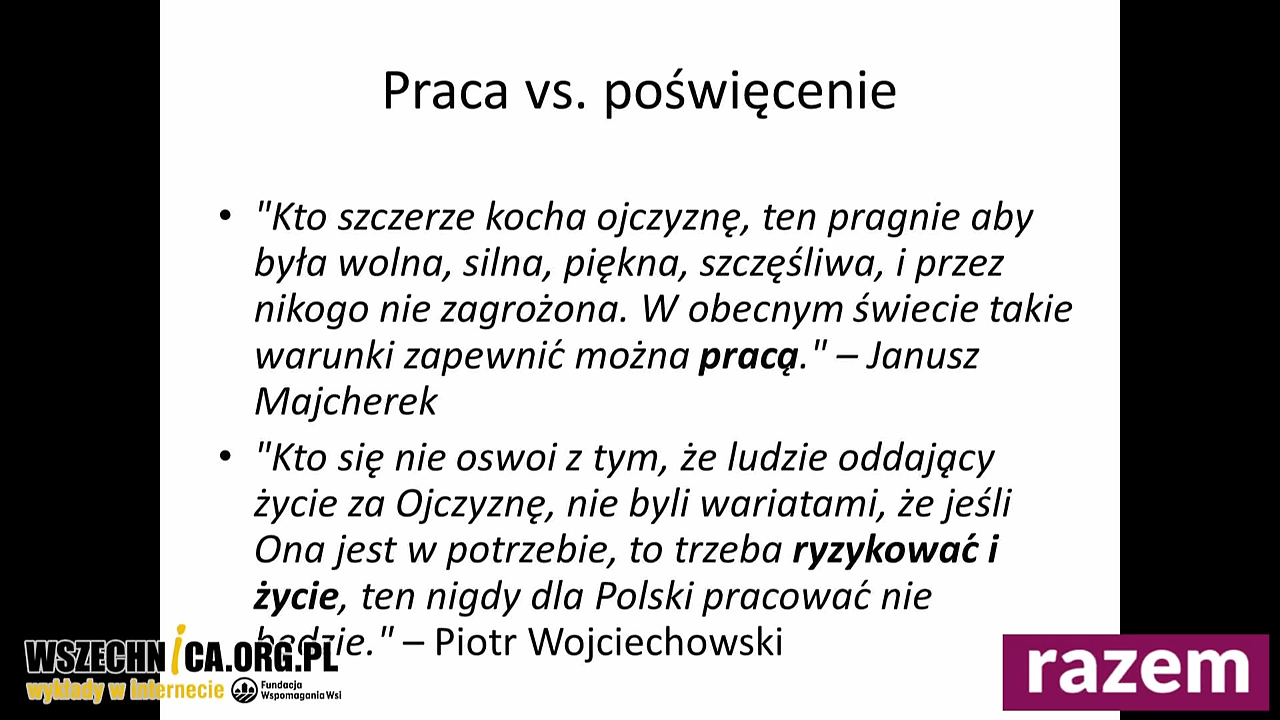 Praca vs. poświęcenie
• "Kto szczerze kocha ojczyznę, ten pragnie aby
była wolna, silna, piękna, szczęśliwa, i przez
nikogo nie zagrożona. W obecnym świecie takie
warunki zapewnić można pracą." – Janusz
Majcherek
• "Kto się nie oswoi z tym, że ludzie oddający
życie za Ojczyznę, nie byli wariatami, że jeśli
Ona jest w potrzebie, to trzeba ryzykować i
życie, ten nigdy dla Polski pracować nie
będzie." – Piotr Wojciechowski
WSZECHNICA.ORG.PL
wykłady w internecie
Fundacja
Wspomagania Wsi
razem